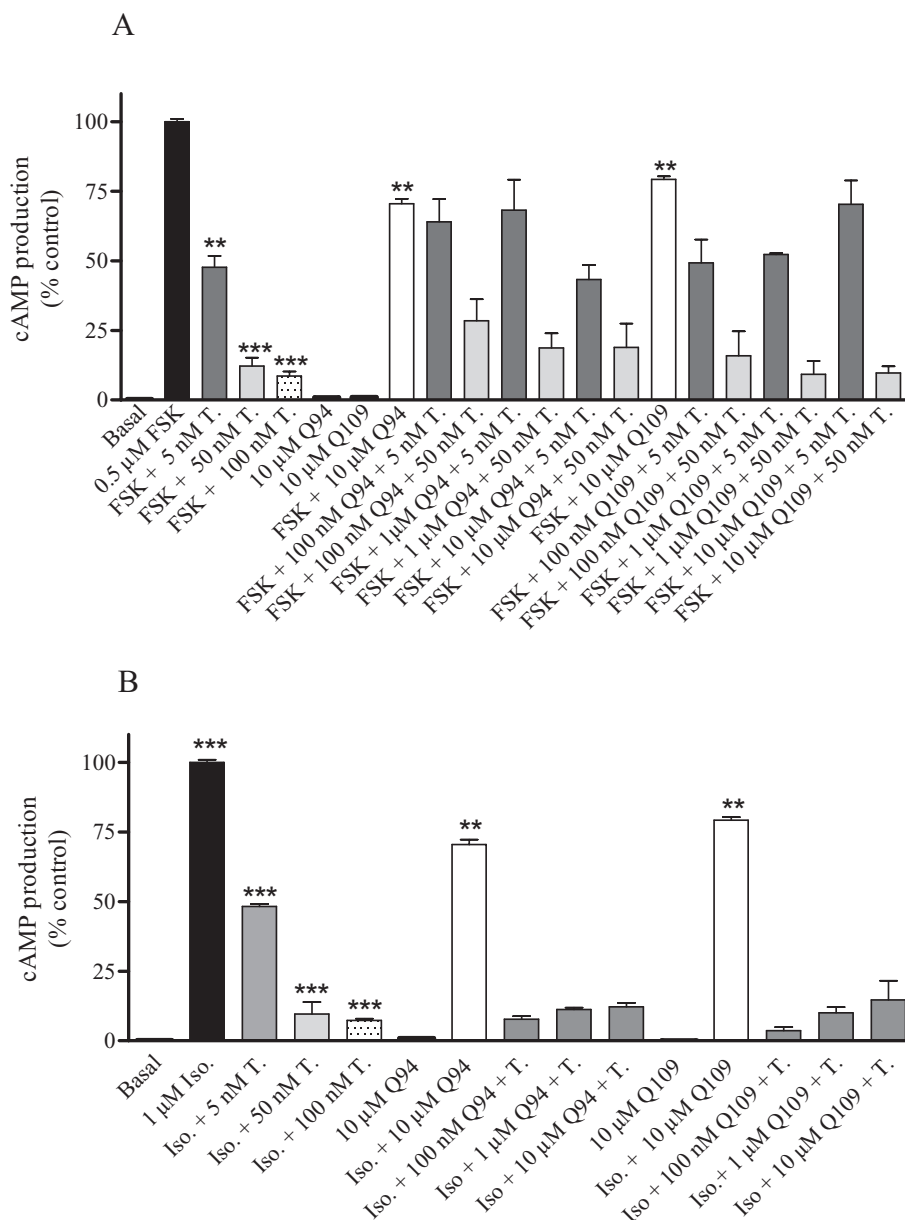 A
cAMP production
(% control)
100
75
50
25
0
**
***
***
**
**
Basal
0.5 µM FSK
FSK + 5 nM T.
FSK + 50 nM T.
FSK + 100 nM T.
10 µM Q94
10 µM Q109
FSK + 10 µM Q94
FSK + 100 nM Q94 + 5 nM T.
FSK + 100 nM Q94 + 50 nM T.
FSK + 1µM Q94 + 5 nM T.
FSK + 1 µM Q94 + 50 nM T.
FSK + 10 µM Q94 + 5 nM T.
FSK + 10 µM Q94 + 50 nM T.
FSK + 10 µM Q109
FSK + 100 nM Q109 + 5 nM T.
FSK + 100 nM Q109 + 50 nM T.
FSK + 1 µM Q109 + 5 nM T.
FSK + 1 µM Q109 + 50 nM T.
FSK + 10 µM Q109 + 5 nM T.
FSK + 10 µM Q109 + 50 nM T.
B
cAMP production
(% control)
100
75
50
25
0
***
***
***
***
**
**
Basal
1 µM Iso.
Iso. + 5 nM T.
Iso. + 50 nM T.
Iso. + 100 nM T.
10 µM Q94
Iso. + 10 µM Q94
Iso. + 100 nM Q94 + T.
Iso + 1 µM Q94 + T.
Iso + 10 µM Q94 + T.
10 µM Q109
Iso. + 10 µM Q109
Iso + 100 nM Q109 + T.
Iso. + 1 µM Q109 + T.
Iso + 10 µM Q109 + T.